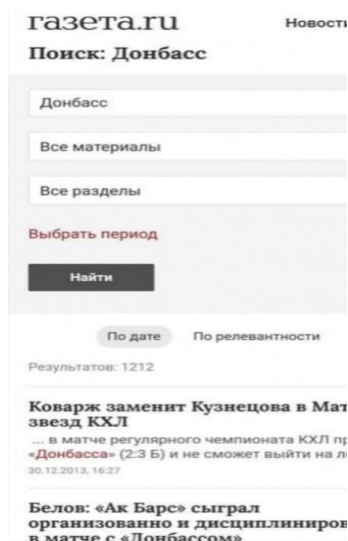 газета.ru
Новости
Поиск: Донбасс
Донбасс
Все материалы
Все разделы
Выбрать период
Найти
По дате По релевантности
Результатов: 1212
Коварж заменит Кузнецова в Мат
звезд КХЛ
... в матче регулярного чемпионата КХЛ пр
«Донбасса» (2:3 Б) и не сможет выйти на л
30.12.2013, 16:27
Белов: «Ак Барс» сыграл
организованно и дисциплиниров
в матче с «Донбассом»